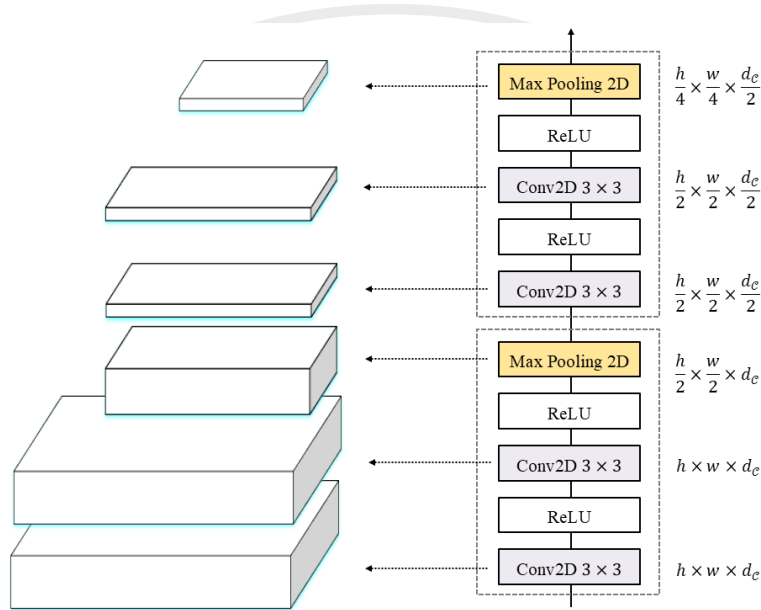 Max Pooling 2D
h/4 × w/4 × d_𝒞/2
ReLU
Conv2D 3 × 3
h/2 × w/2 × d_𝒞/2
ReLU
Conv2D 3 × 3
h/2 × w/2 × d_𝒞/2
Max Pooling 2D
h/2 × w/2 × d_𝒞
ReLU
Conv2D 3 × 3
h × w × d_𝒞
ReLU
Conv2D 3 × 3
h × w × d_𝒞